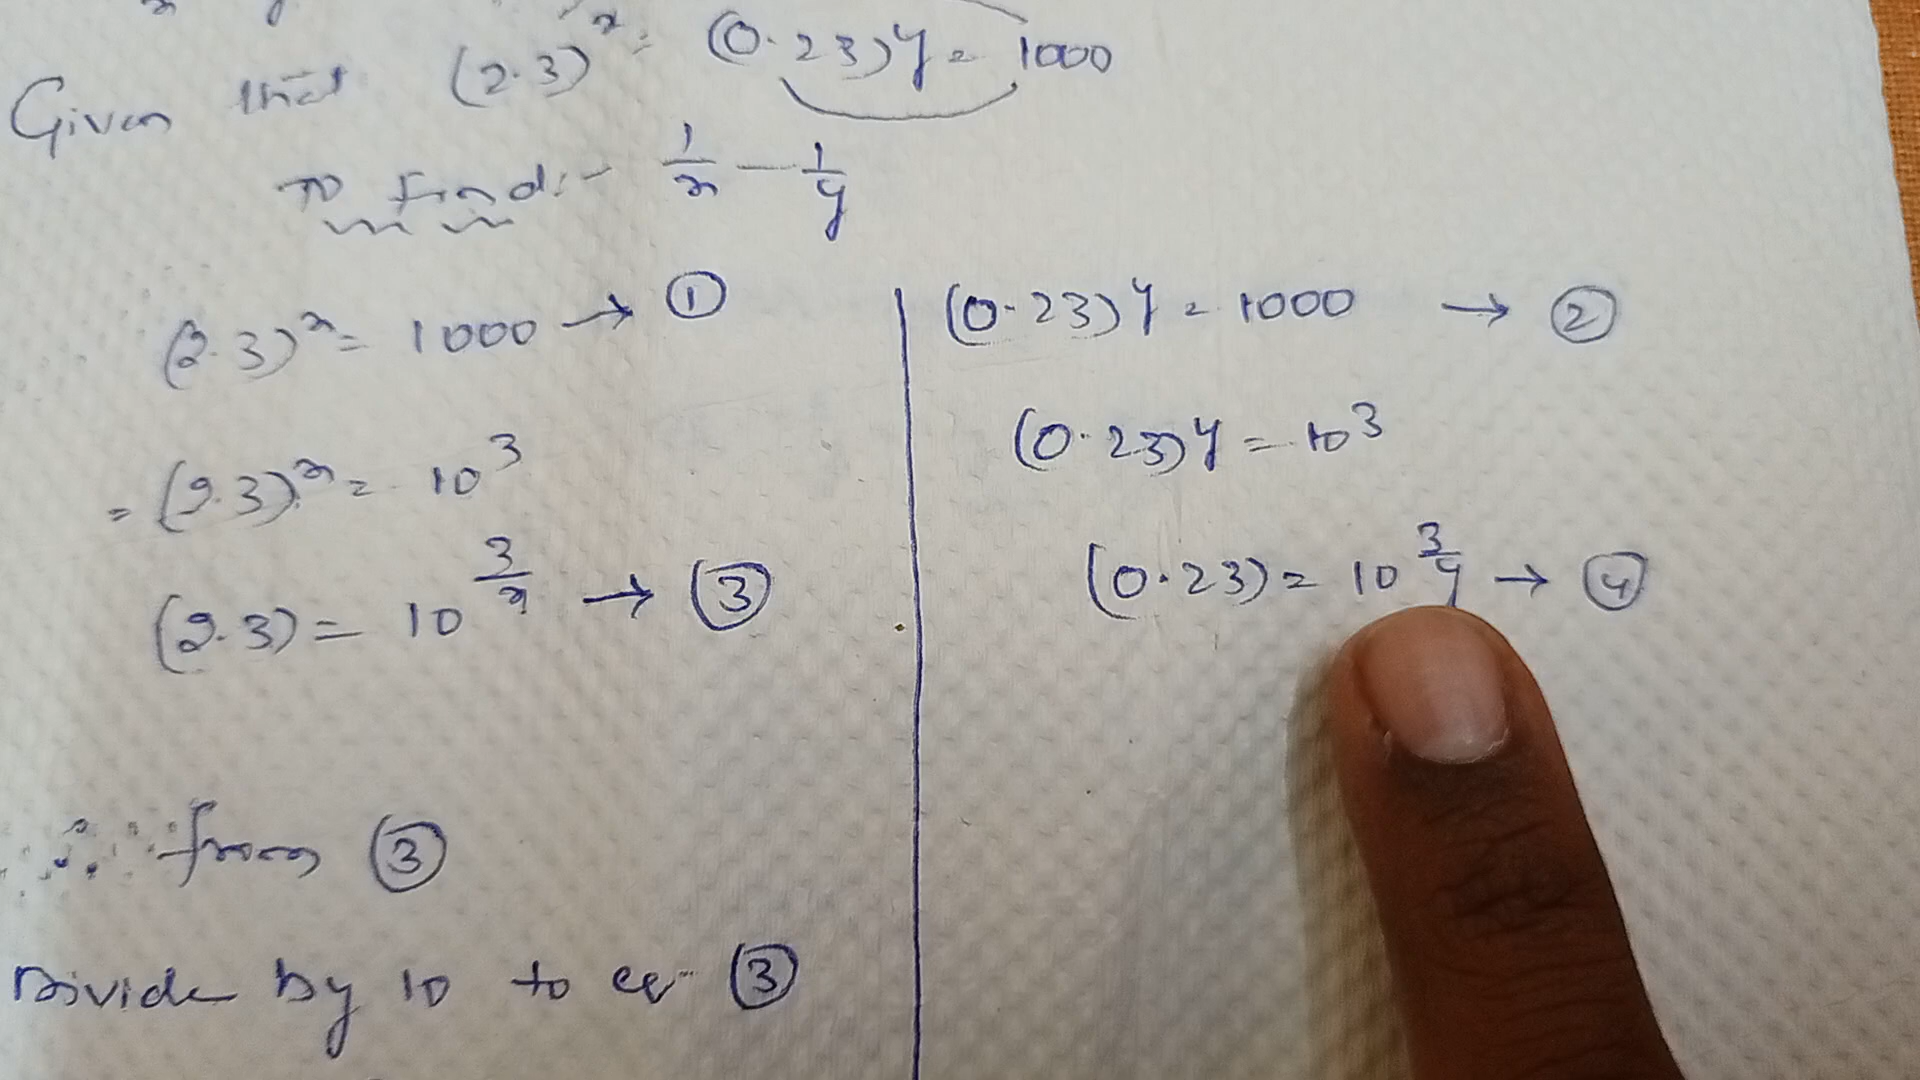 Given that (2.3)^x = (0.23)^y = 1000
To find:- 1/x - 1/y
(2.3)^x = 1000 → ①
(2.3)^x = 10^3
(2.3) = 10^(3/x) → ③
(0.23)^y = 1000 → ②
(0.23)^y = 10^3
(0.23) = 10^(3/y) → ④
∴ from ③
Divide by 10 to eq ③